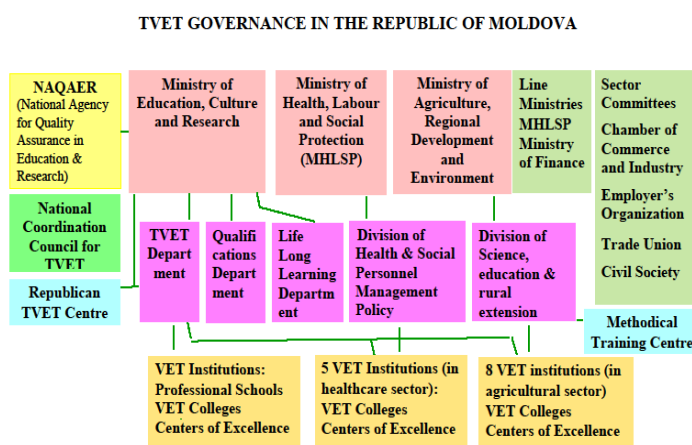 TVET GOVERNANCE IN THE REPUBLIC OF MOLDOVA
NAQAER
(National Agency
for Quality
Assurance in
Education &
Research)
Ministry of
Education, Culture
and Research
Ministry of
Health, Labour
and Social
Protection
(MHLSP)
Ministry of
Agriculture,
Regional
Development
and
Environment
Line
Ministries
MHLSP
Ministry
of Finance
Sector
Committees
Chamber of
Commerce
and Industry
Employer's
Organization
Trade Union
Civil Society
National
Coordination
Council for
TVET
Republican
TVET Centre
TVET
Depart
ment
Qualifi
cations
Depart
ment
Life
Long
Learning
Departm
ent
Division of
Health & Social
Personnel
Management
Policy
Division of
Science,
education &
rural
extension
Methodical
Training Centre
VET Institutions:
Professional Schools
VET Colleges
Centers of Excellence
5 VET Institutions (in
healthcare sector):
VET Colleges
Centers of Excellence
8 VET institutions (in
agricultural sector)
VET Colleges
Centers of Excellence